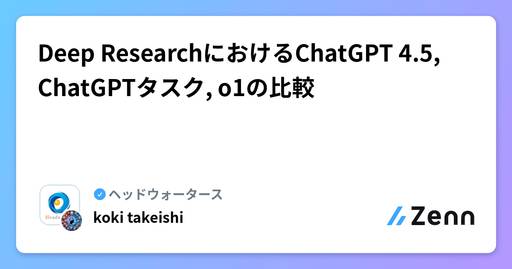 Deep ResearchにおけるChatGPT 4.5,
ChatGPTタスク, o1の比較
ヘッドウォータース
koki takeishi
Zenn